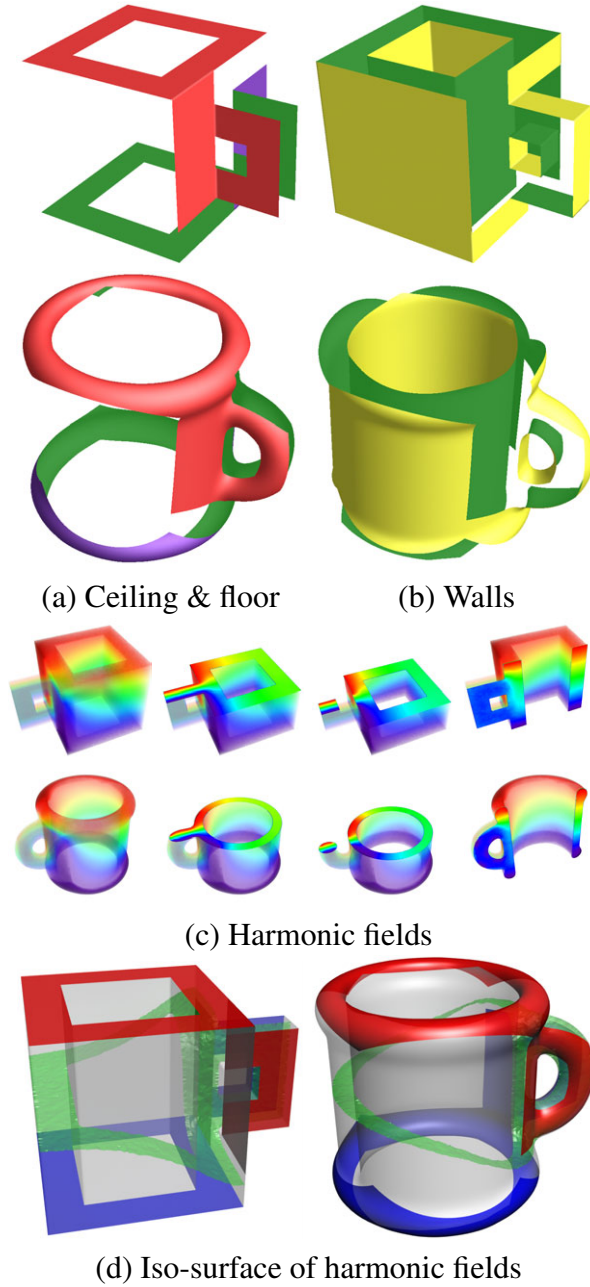 (a) Ceiling & floor
(b) Walls
(c) Harmonic fields
(d) Iso-surface of harmonic fields